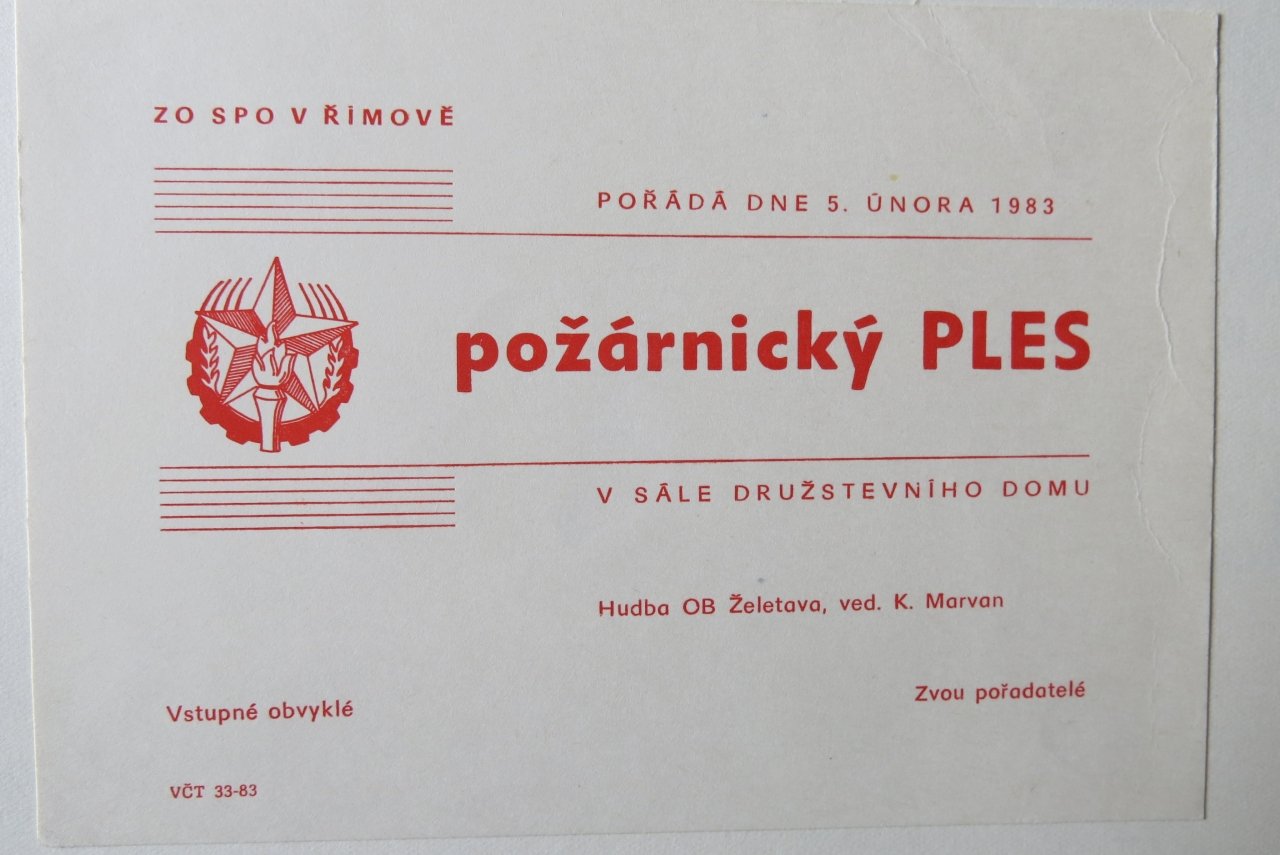 ZO SPO V ŘÍMOVĚ
POŘÁDÁ DNE 5. ÚNORA 1983
požárnický PLES
V SÁLE DRUŽSTEVNÍHO DOMU
Hudba OB Želetava, ved. K. Marvan
Zvou pořadatelé
Vstupné obvyklé
VČT 33-83